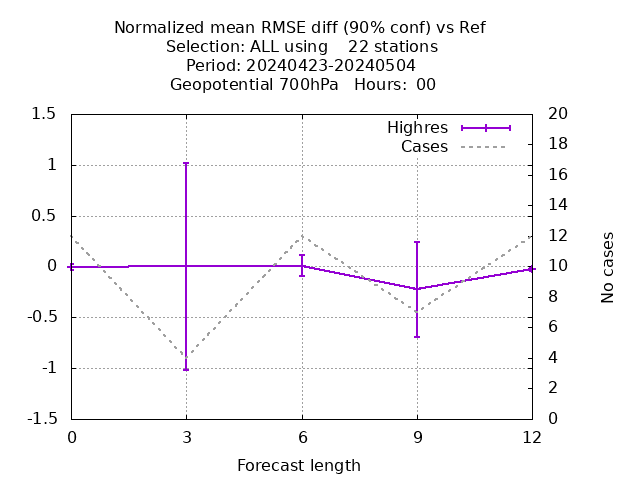 Normalized mean RMSE diff (90% conf) vs Ref
Selection: ALL using    22 stations
Period: 20240423-20240504
Geopotential 700hPa   Hours:  00
Highres
Cases
1.5
1
0.5
0
-0.5
-1
-1.5
20
18
16
14
12
10
8
6
4
2
0
No cases
0 3 6 9 12
Forecast length